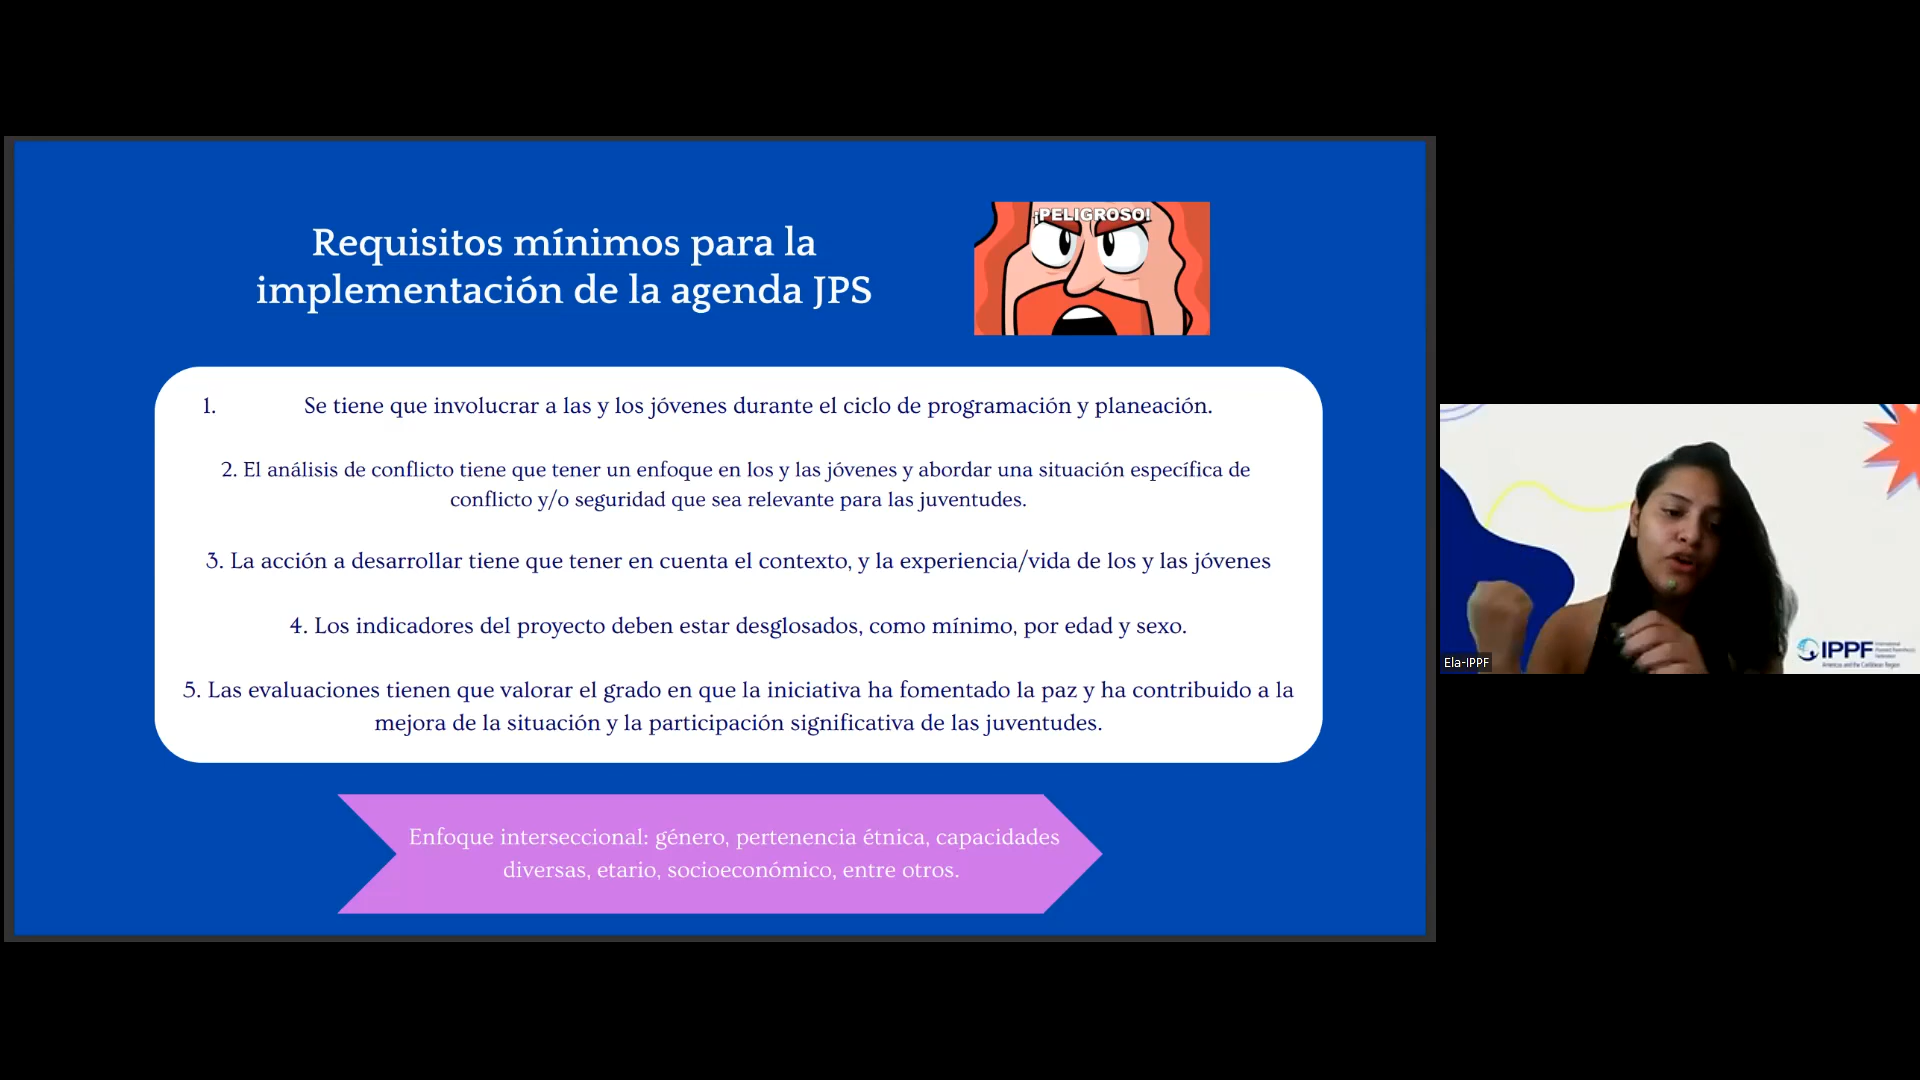 Requisitos mínimos para la
implementación de la agenda JPS
¡PELIGROSO!
1. Se tiene que involucrar a las y los jóvenes durante el ciclo de programación y planeación.
2. El análisis de conflicto tiene que tener un enfoque en los y las jóvenes y abordar una situación específica de
conflicto y/o seguridad que sea relevante para las juventudes.
3. La acción a desarrollar tiene que tener en cuenta el contexto, y la experiencia/vida de los y las jóvenes
4. Los indicadores del proyecto deben estar desglosados, como mínimo, por edad y sexo.
5. Las evaluaciones tienen que valorar el grado en que la iniciativa ha fomentado la paz y ha contribuido a la
mejora de la situación y la participación significativa de las juventudes.
Enfoque interseccional: género, pertenencia étnica, capacidades
diversas, etario, socioeconómico, entre otros.
Ela-IPPF
IPPF
Americas and the Caribbean Region